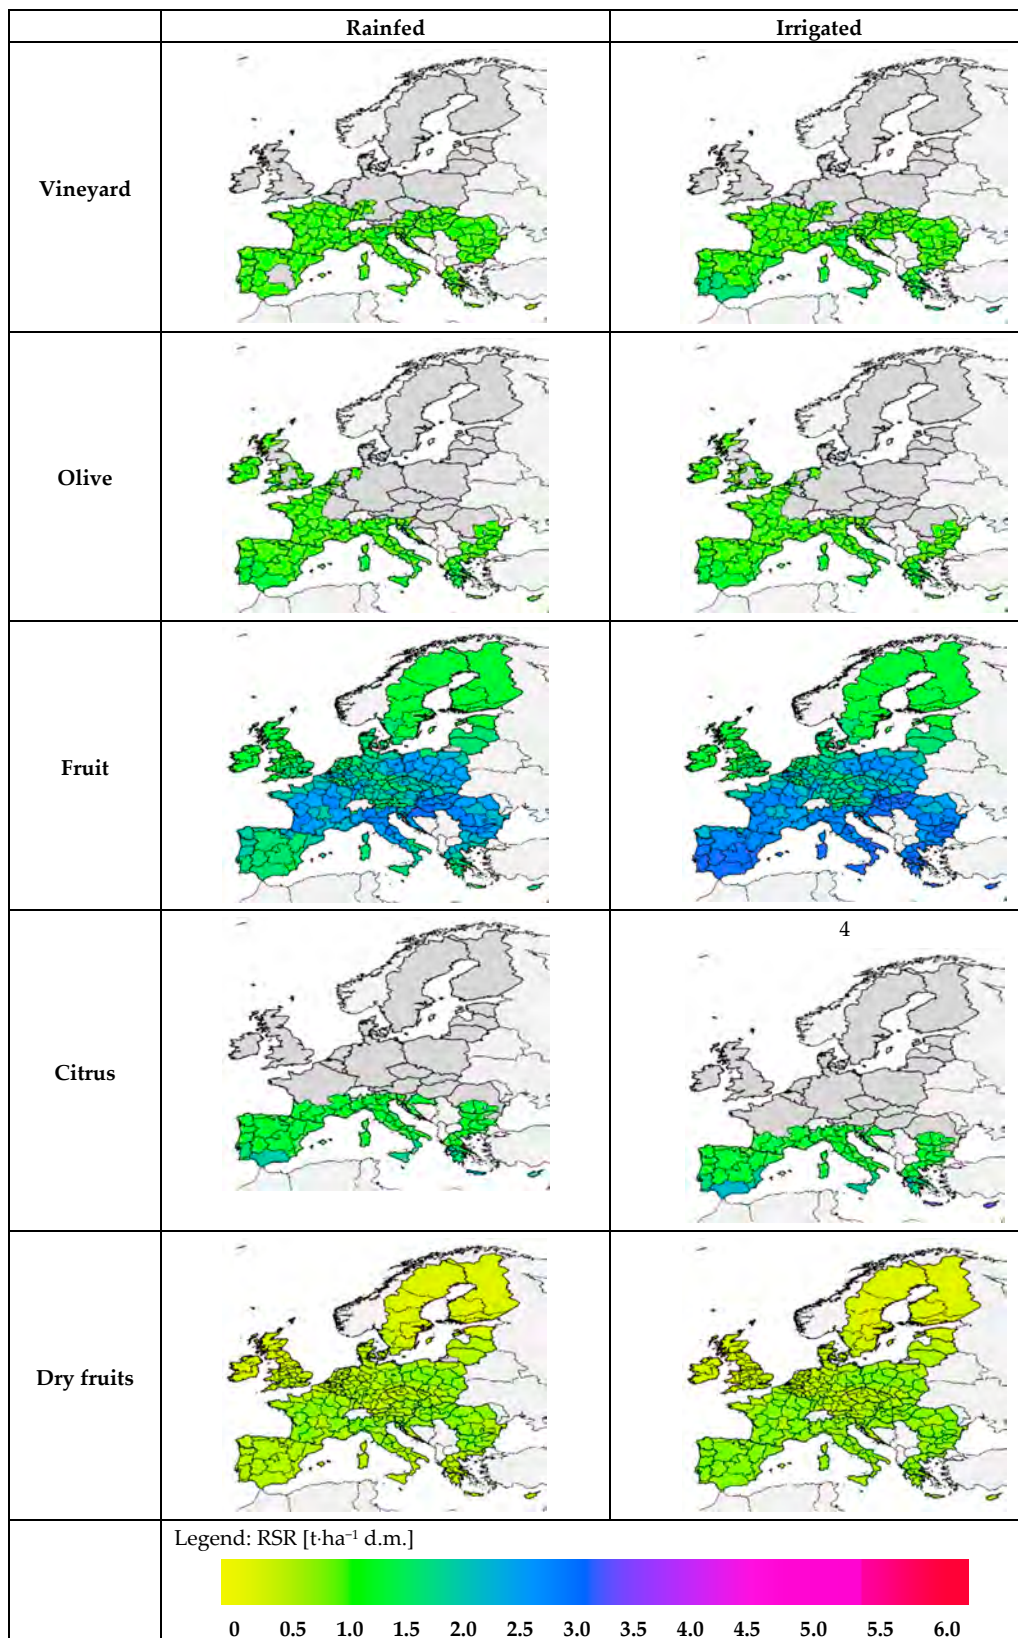 Rainfed Irrigated
Vineyard
Olive
Fruit
4
Citrus
Dry fruits
Legend: RSR [t·ha⁻¹ d.m.]
0 0.5 1.0 1.5 2.0 2.5 3.0 3.5 4.0 4.5 5.0 5.5 6.0